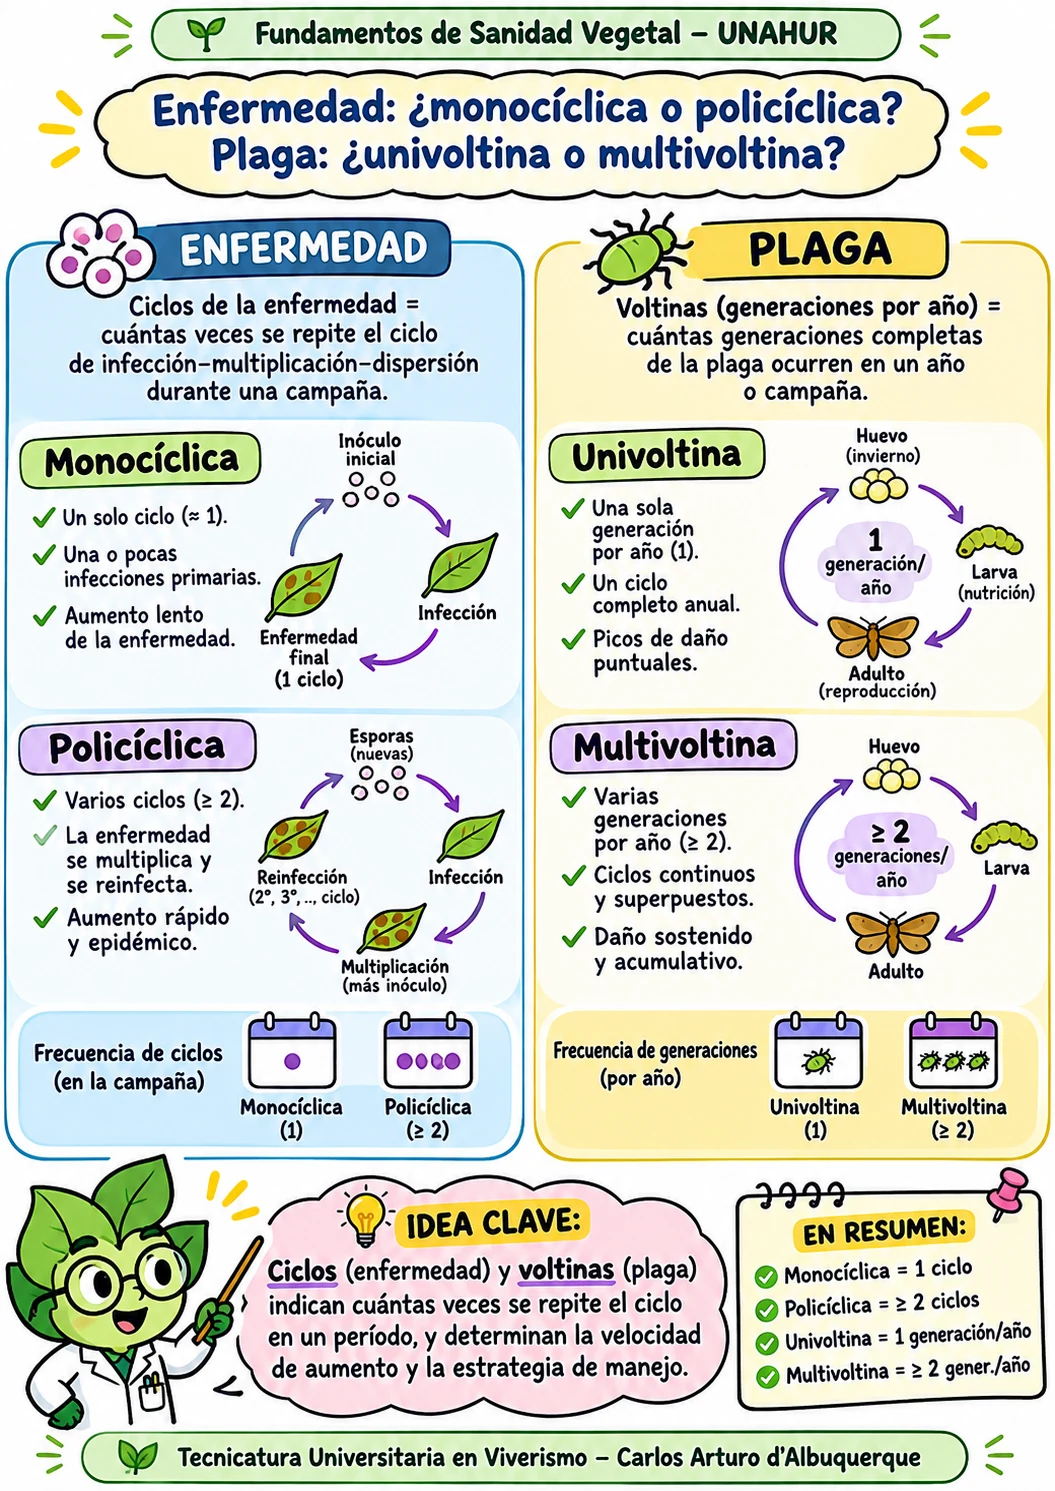 Fundamentos de Sanidad Vegetal – UNAHUR
Enfermedad: ¿monocíclica o policíclica?
Plaga: ¿univoltina o multivoltina?
ENFERMEDAD
Ciclos de la enfermedad =
cuántas veces se repite el ciclo
de infección–multiplicación–dispersión
durante una campaña.
Monocíclica
Un solo ciclo (≈ 1).
Una o pocas
infecciones primarias.
Aumento lento
de la enfermedad.
Inóculo
inicial
Infección
Enfermedad
final
(1 ciclo)
Policíclica
Varios ciclos (≥ 2).
La enfermedad
se multiplica y
se reinfecta.
Aumento rápido
y epidémico.
Esporas
(nuevas)
Infección
Multiplicación
(más inóculo)
Reinfección
(2°, 3°, .., ciclo)
Frecuencia de ciclos
(en la campaña)
Monocíclica
(1)
Policíclica
(≥ 2)
PLAGA
Voltinas (generaciones por año) =
cuántas generaciones completas
de la plaga ocurren en un año
o campaña.
Univoltina
Una sola
generación
por año (1).
Un ciclo
completo anual.
Picos de daño
puntuales.
Huevo
(invierno)
1
generación/
año
Larva
(nutrición)
Adulto
(reproducción)
Multivoltina
Varias
generaciones
por año (≥ 2).
Ciclos continuos
y superpuestos.
Daño sostenido
y acumulativo.
Huevo
≥ 2
generaciones/
año
Larva
Adulto
Frecuencia de generaciones
(por año)
Univoltina
(1)
Multivoltina
(≥ 2)
IDEA CLAVE:
Ciclos (enfermedad) y voltinas (plaga)
indican cuántas veces se repite el ciclo
en un período, y determinan la velocidad
de aumento y la estrategia de manejo.
EN RESUMEN:
Monocíclica = 1 ciclo
Policíclica = ≥ 2 ciclos
Univoltina = 1 generación/año
Multivoltina = ≥ 2 gener./año
Tecnicatura Universitaria en Viverismo – Carlos Arturo d'Albuquerque